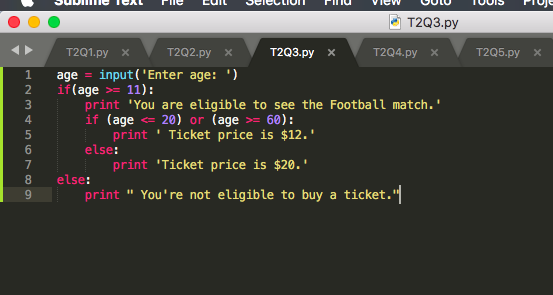 Sublime Text File Edit Selection Find View Goto Tools Proje
T2Q3.py
T2Q1.py × T2Q2.py × T2Q3.py × T2Q4.py × T2Q5.py ×
1 age = input('Enter age: ')
2 if(age >= 11):
3     print 'You are eligible to see the Football match.'
4     if (age <= 20) or (age >= 60):
5         print ' Ticket price is $12.'
6     else:
7         print 'Ticket price is $20.'
8 else:
9     print " You're not eligible to buy a ticket."